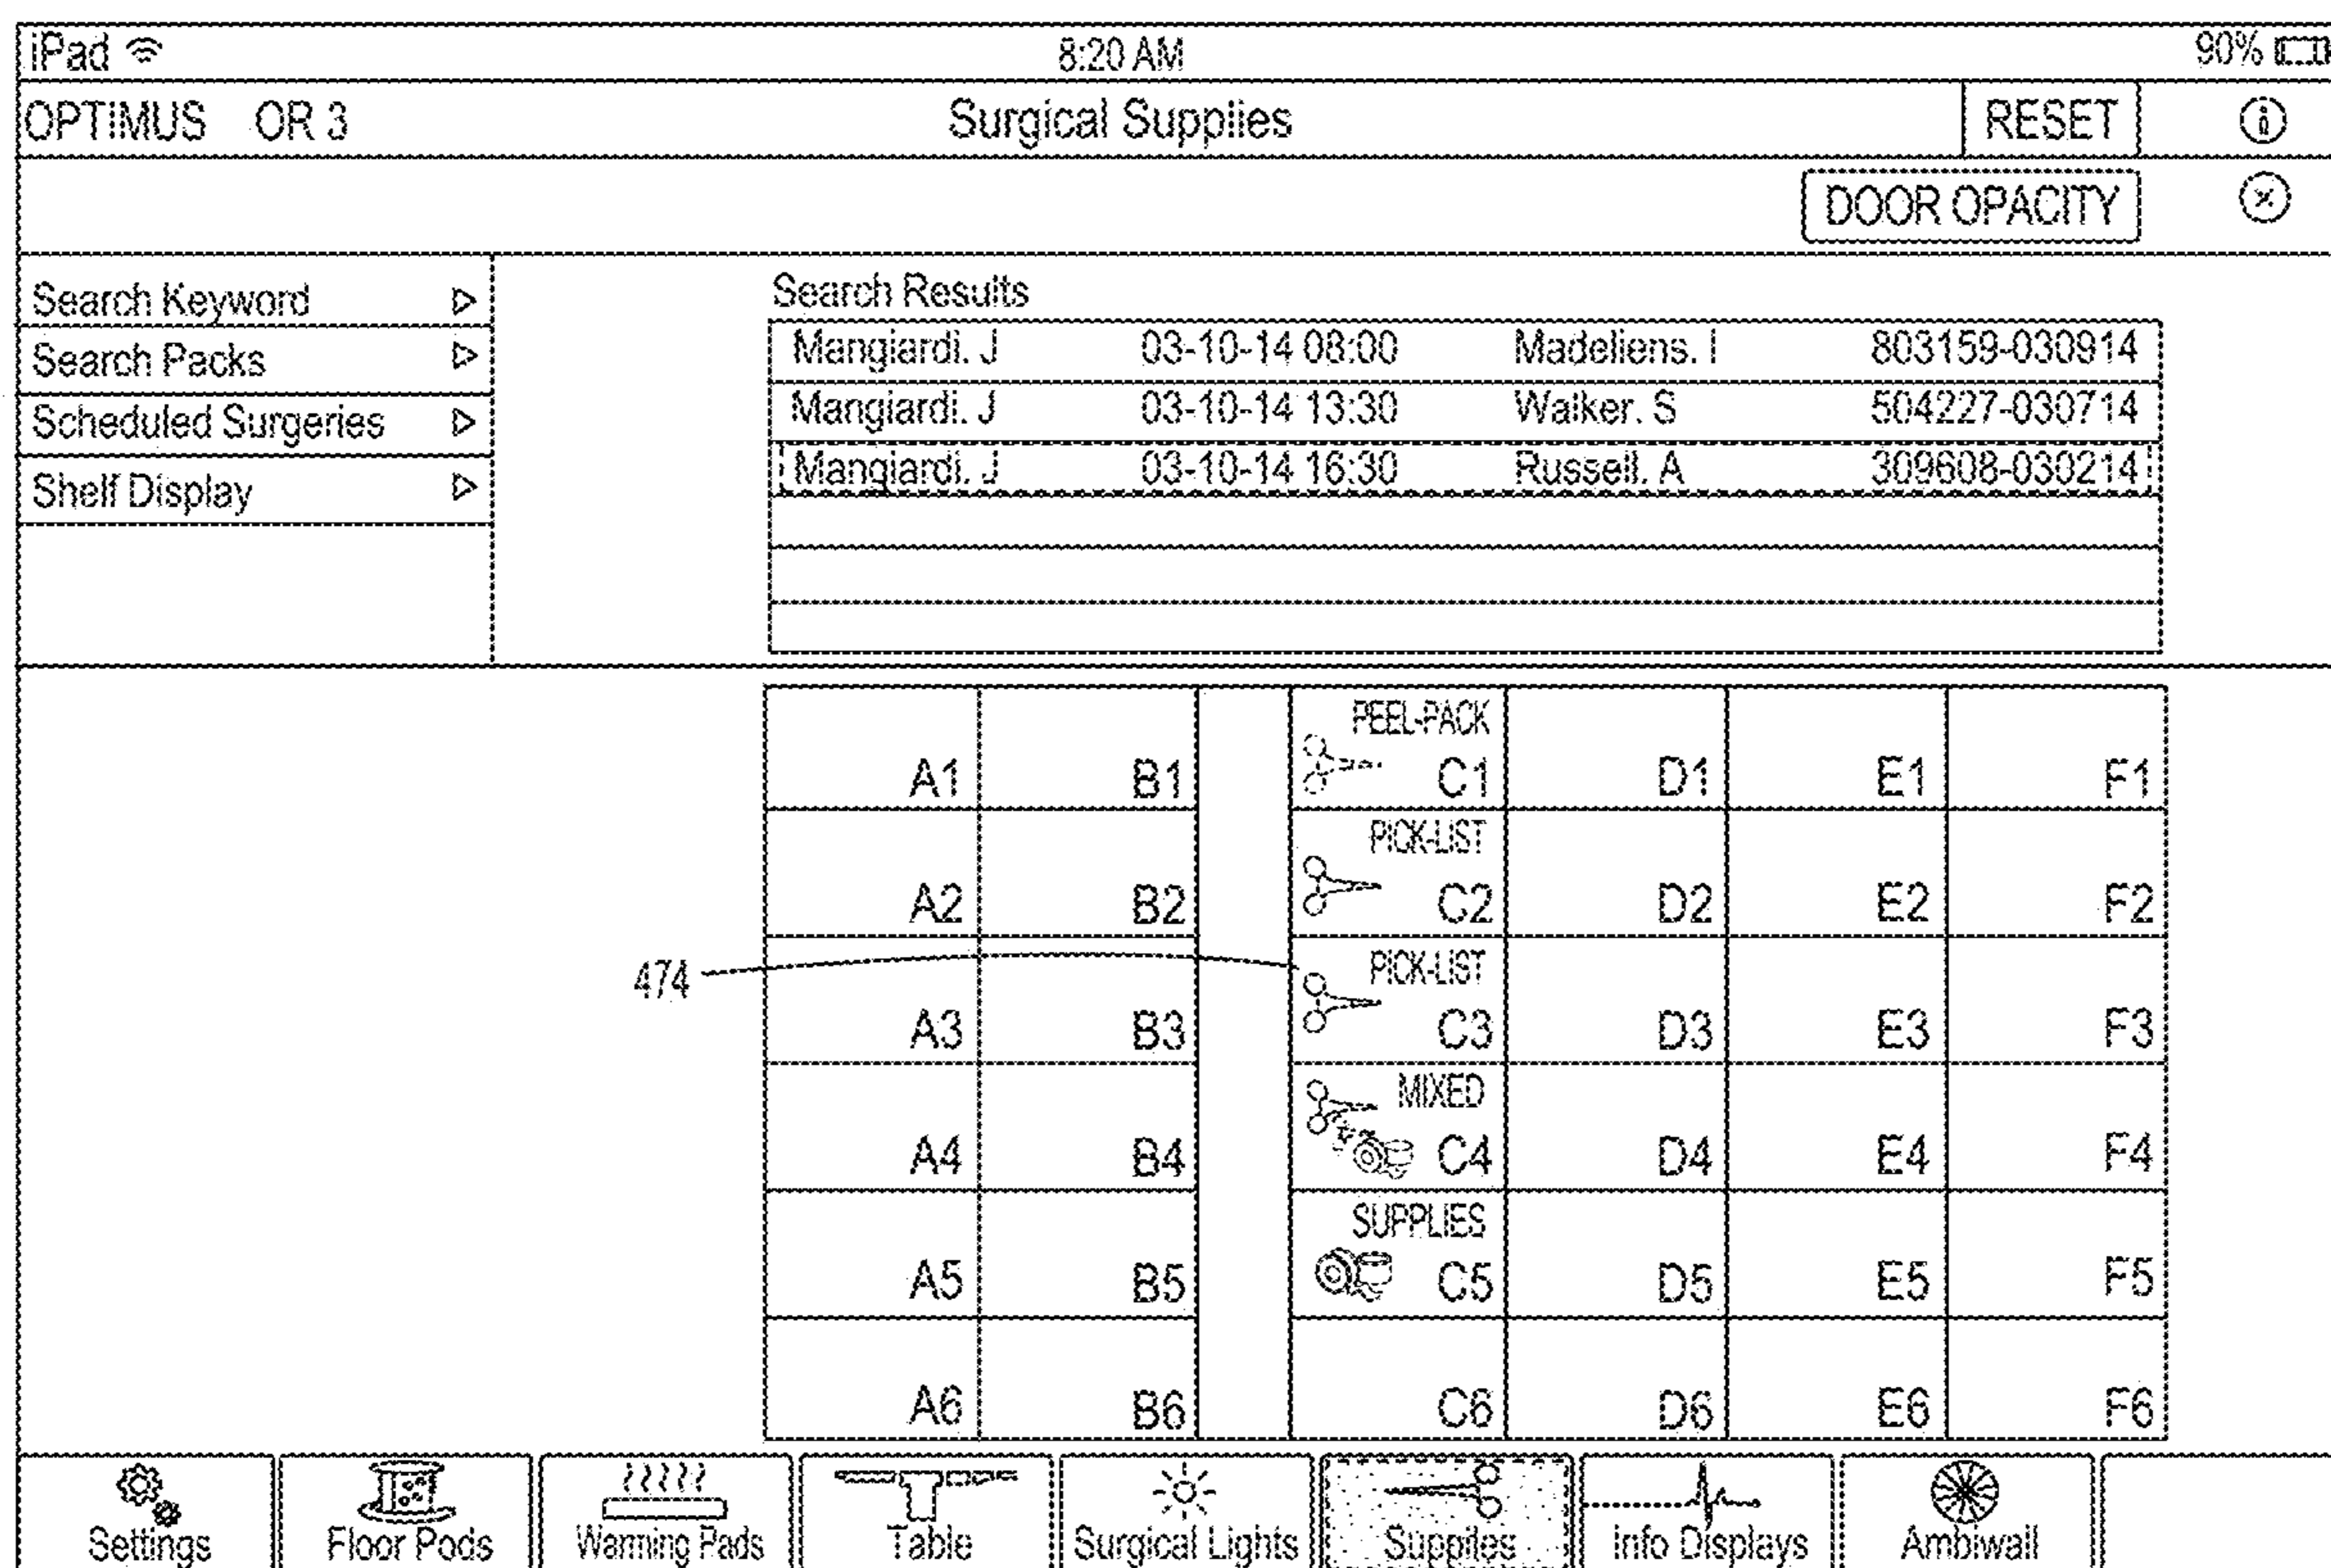 iPad 8:20 AM 90%
OPTIMUS OR 3 Surgical Supplies RESET
DOOR OPACITY
Search Keyword
Search Packs
Scheduled Surgeries
Shelf Display
Search Results
Mangiardi. J 03-10-14 08:00 Madeliens. I 803159-030914
Mangiardi. J 03-10-14 13:30 Walker. S 504227-030714
Mangiardi. J 03-10-14 16:30 Russell. A 309608-030214
PEEL-PACK
A1 B1 C1 D1 E1 F1
PICK-LIST
A2 B2 C2 D2 E2 F2
474 PICK-LIST
A3 B3 C3 D3 E3 F3
MIXED
A4 B4 C4 D4 E4 F4
SUPPLIES
A5 B5 C5 D5 E5 F5
A6 B6 C6 D6 E6 F6
Settings Floor Pods Warming Pads Table Surgical Lights Supplies Info Displays Ambiwall